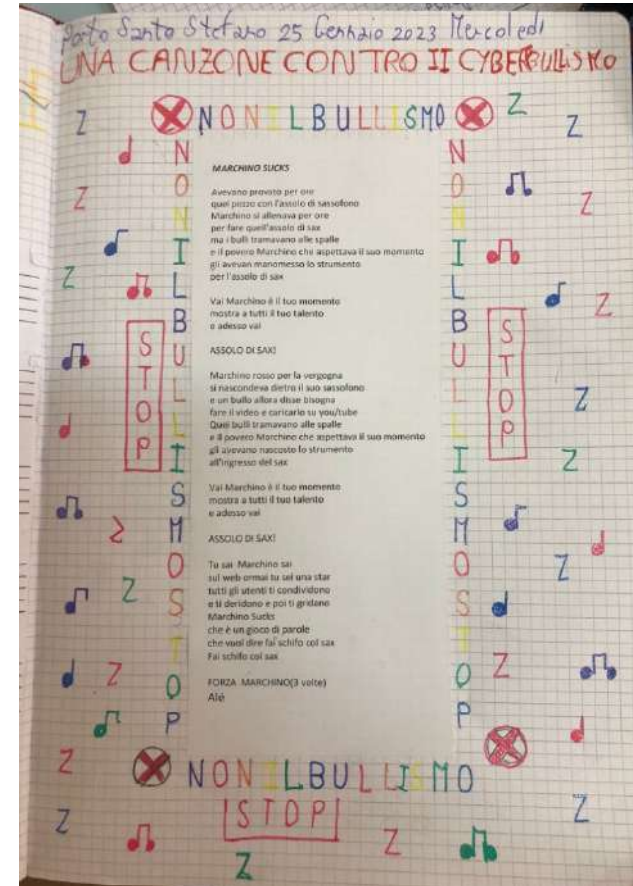 Porto Santo Stefano 25 Gennaio 2023 Mercoledì
UNA CANZONE CONTRO II CYBERBULLISMO
NON IL BULLISMO
NON IL BULLISMO STOP
STOP
MARCHINO SUCKS
Avevano provato per ore
quel pezzo con l'assolo di sassofono
Marchino si allenava per ore
per fare quell'assolo di sax
ma i bulli tramavano alle spalle
e il povero Marchino che aspettava il suo momento
gli avevan manomesso lo strumento
per l'assolo di sax
Vai Marchino è il tuo momento
mostra a tutti il tuo talento
e adesso vai
ASSOLO DI SAX!
Marchino rosso per la vergogna
si nascondeva dietro il suo sassofono
e un bullo allora disse bisogna
fare il video e caricarlo su you/tube
Quei bulli tramavano alle spalle
e il povero Marchino che aspettava il suo momento
gli avevano nascosto lo strumento
all'ingresso del sax
Vai Marchino è il tuo momento
mostra a tutti il tuo talento
e adesso vai
ASSOLO DI SAX!
Tu sai Marchino sai
sul web ormai tu sei una star
tutti gli utenti ti condividono
e ti deridono e poi ti gridano
Marchino Sucks
che è un gioco di parole
che vuol dire fai schifo col sax
Fai schifo col sax
FORZA MARCHINO(3 volte)
Alé
NON IL BULLLISMO STOP
STOP
NON IL BULLISMO
STOP